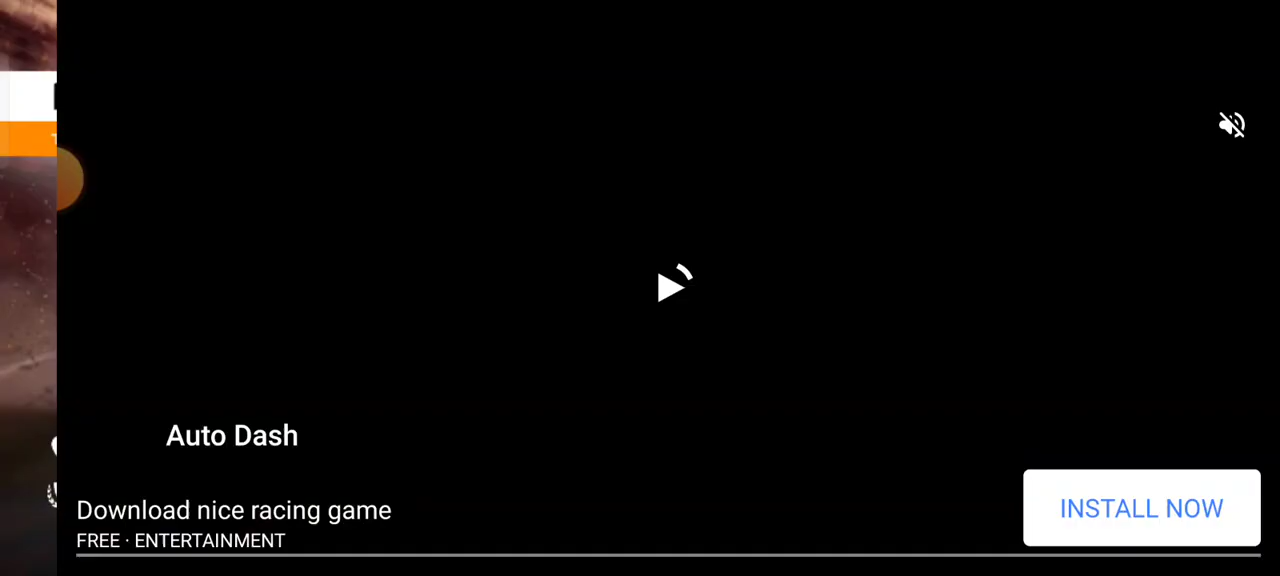 Auto Dash
Download nice racing game
FREE · ENTERTAINMENT
INSTALL NOW